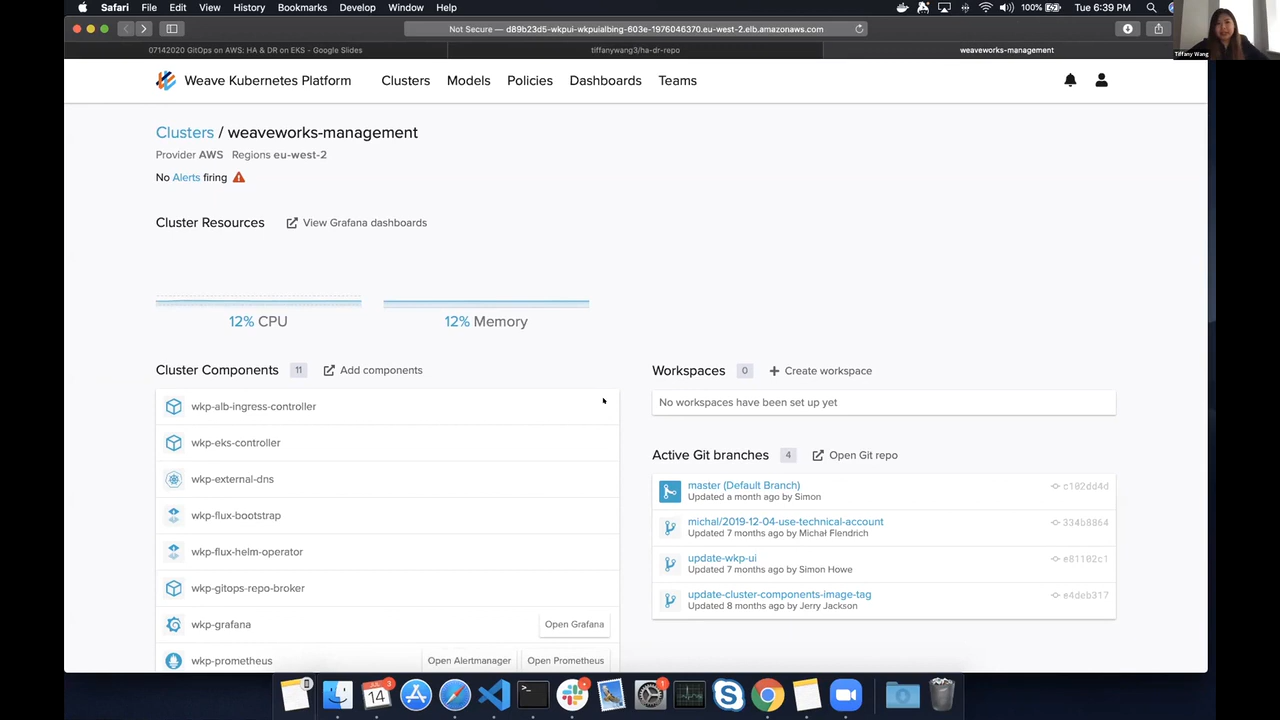 Safari File Edit View History Bookmarks Develop Window Help 100% Tue 6:39 PM
Not Secure — d89b23d5-wkpui-wkpuialbing-603e-1976046370.eu-west-2.elb.amazonaws.com
07142020 GitOps on AWS: HA & DR on EKS - Google Slides tiffanywang3/ha-dr-repo weaveworks-management
Tiffany Wang
Weave Kubernetes Platform Clusters Models Policies Dashboards Teams
Clusters / weaveworks-management
Provider AWS Regions eu-west-2
No Alerts firing
Cluster Resources View Grafana dashboards
12% CPU 12% Memory
Cluster Components 11 Add components
wkp-alb-ingress-controller
wkp-eks-controller
wkp-external-dns
wkp-flux-bootstrap
wkp-flux-helm-operator
wkp-gitops-repo-broker
wkp-grafana Open Grafana
wkp-prometheus Open Alertmanager Open Prometheus
Workspaces 0 Create workspace
No workspaces have been set up yet
Active Git branches 4 Open Git repo
master (Default Branch) c102dd4d
Updated a month ago by Simon
michal/2019-12-04-use-technical-account 334b8864
Updated 7 months ago by Michał Flendrich
update-wkp-ui e81102c1
Updated 7 months ago by Simon Howe
update-cluster-components-image-tag e4deb317
Updated 8 months ago by Jerry Jackson
JUL 3
14
1